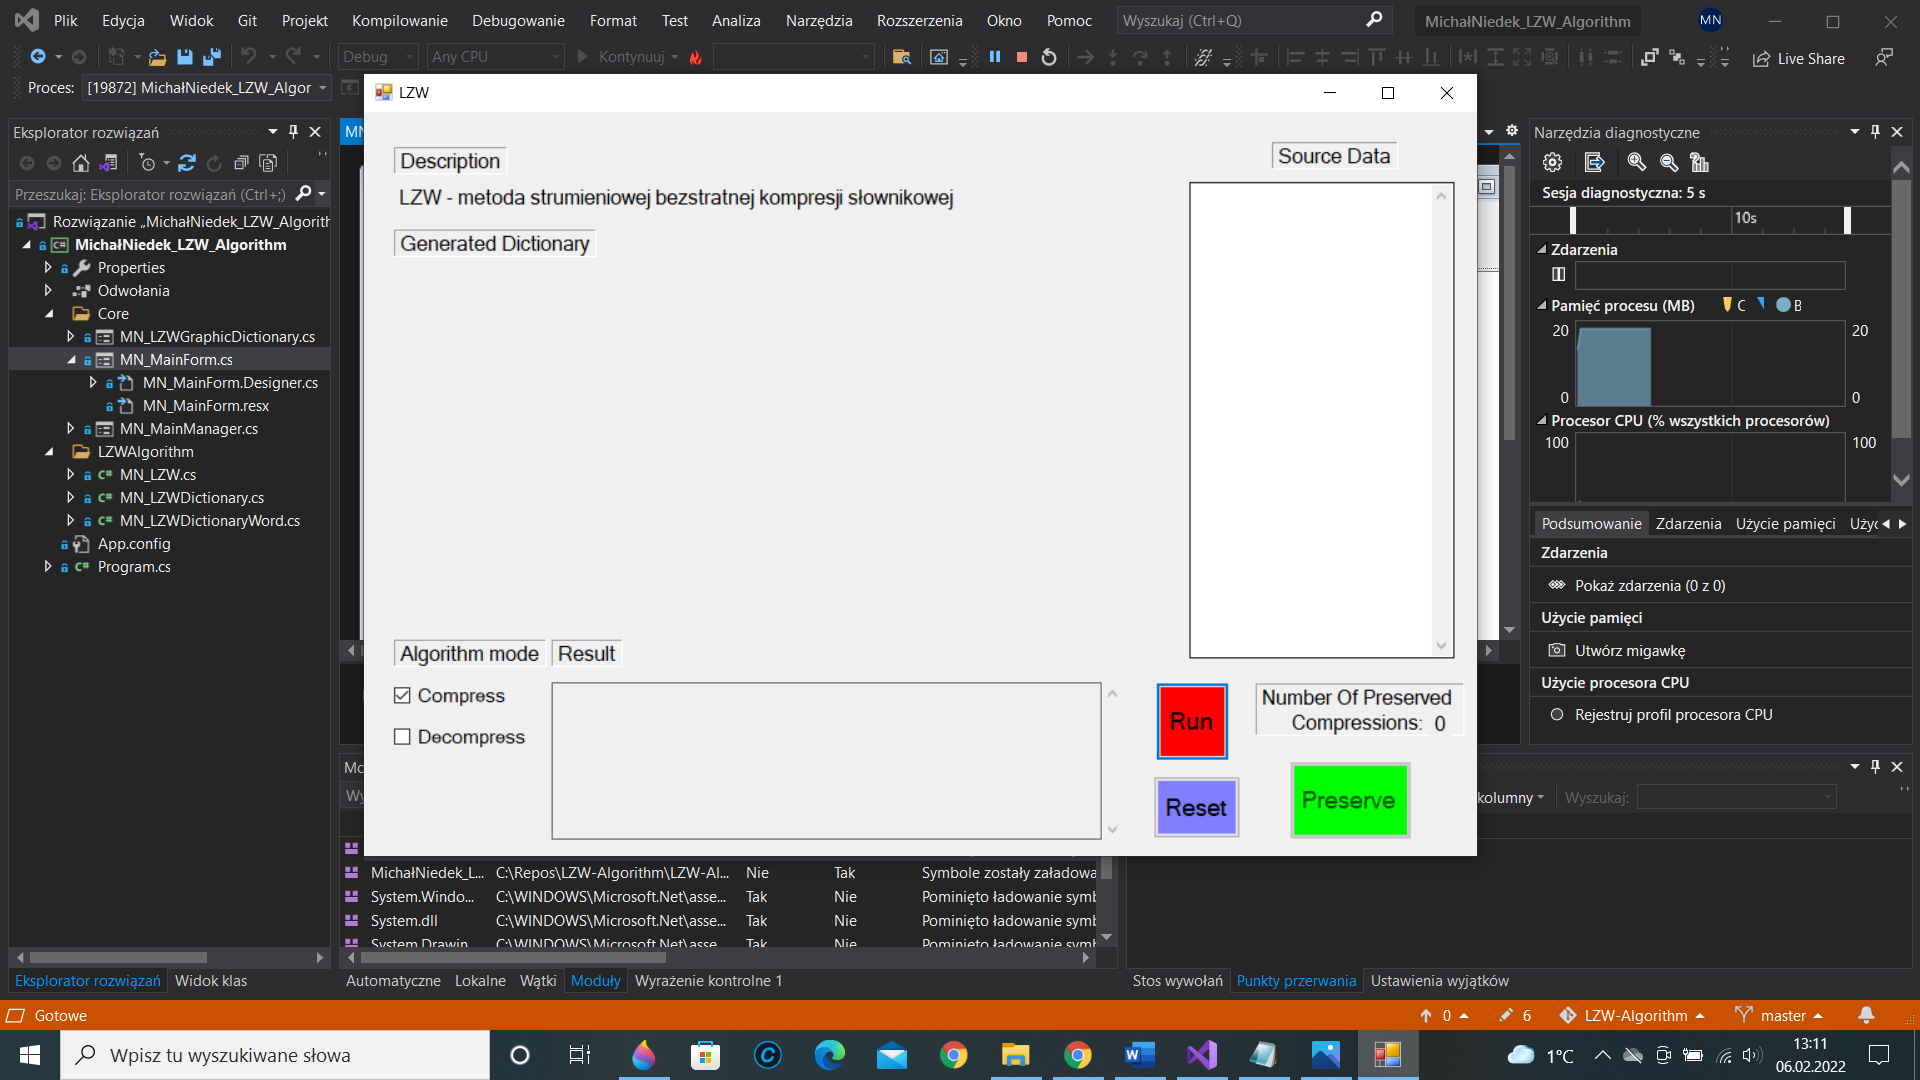 Plik Edycja Widok Git Projekt Kompilowanie Debugowanie Format Test Analiza Narzędzia Rozszerzenia Okno Pomoc Wyszukaj (Ctrl+Q) MichałNiedek_LZW_Algorithm MN
Debug Any CPU Kontynuuj Live Share
Proces: [19872] MichałNiedek_LZW_Algor
LZW
Eksplorator rozwiązań
Przeszukaj: Eksplorator rozwiązań (Ctrl+;)
Rozwiązanie „MichałNiedek_LZW_Algorith
MichałNiedek_LZW_Algorithm
Properties
Odwołania
Core
MN_LZWGraphicDictionary.cs
MN_MainForm.cs
MN_MainForm.Designer.cs
MN_MainForm.resx
MN_MainManager.cs
LZWAlgorithm
MN_LZW.cs
MN_LZWDictionary.cs
MN_LZWDictionaryWord.cs
App.config
Program.cs
Eksplorator rozwiązań Widok klas
MN
Description
LZW - metoda strumieniowej bezstratnej kompresji słownikowej
Generated Dictionary
Source Data
Algorithm mode Result
Compress
Decompress
Run
Reset
Number Of Preserved
Compressions: 0
Preserve
Narzędzia diagnostyczne
Sesja diagnostyczna: 5 s
10s
Zdarzenia
Pamięć procesu (MB) C B
20 20
0 0
Procesor CPU (% wszystkich procesorów)
100 100
Podsumowanie Zdarzenia Użycie pamięci Użyc
Zdarzenia
Pokaż zdarzenia (0 z 0)
Użycie pamięci
Utwórz migawkę
Użycie procesora CPU
Rejestruj profil procesora CPU
Mo
Wy
kolumny Wyszukaj:
MichałNiedek_L... C:\Repos\LZW-Algorithm\LZW-Al... Nie Tak Symbole zostały załadowa
System.Windo... C:\WINDOWS\Microsoft.Net\asse... Tak Nie Pominięto ładowanie symb
System.dll C:\WINDOWS\Microsoft.Net\asse... Tak Nie Pominięto ładowanie symb
System.Drawin C:\WINDOWS\Microsoft.Net\asse Tak Nie Pominięto ładowanie symb
Automatyczne Lokalne Wątki Moduły Wyrażenie kontrolne 1
Stos wywołań Punkty przerwania Ustawienia wyjątków
Gotowe 0 6 LZW-Algorithm master
Wpisz tu wyszukiwane słowa
1°C
13:11
06.02.2022